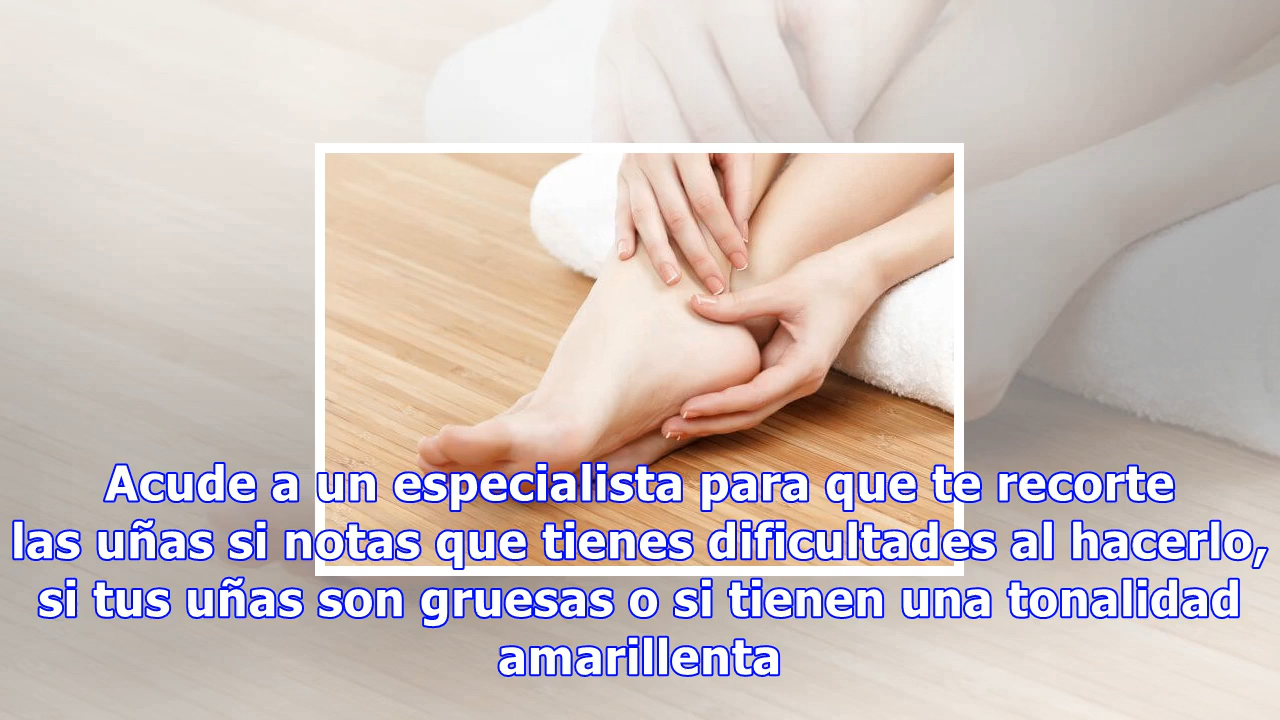 Acude a un especialista para que te recorte
las uñas si notas que tienes dificultades al hacerlo,
si tus uñas son gruesas o si tienen una tonalidad
amarillenta